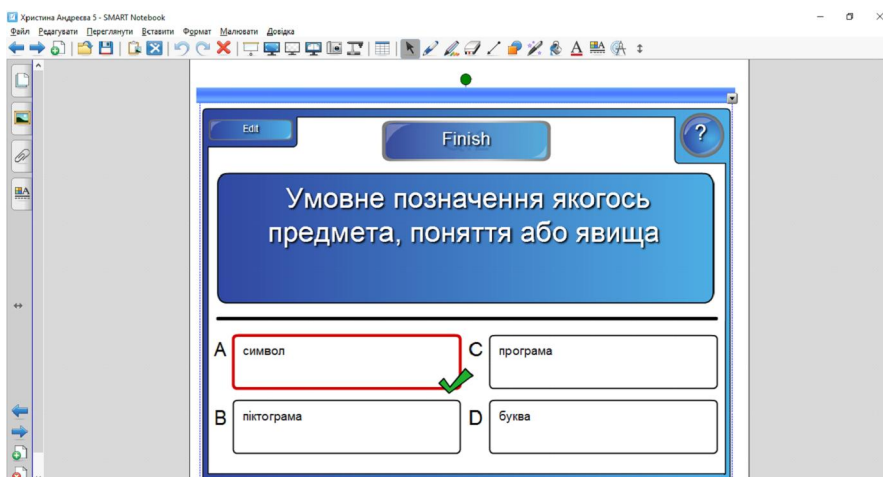 Христина Андреєва 5 - SMART Notebook
Файл Редагувати Переглянути Вставити Формат Малювати Довідка
Edit
Finish
?
Умовне позначення якогось
предмета, поняття або явища
A символ
C програма
B піктограма
D буква